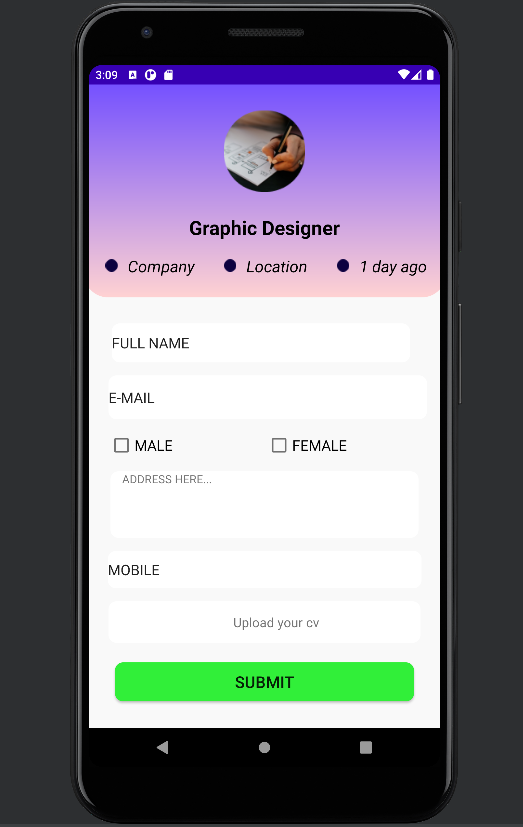 3:09
Graphic Designer
Company Location 1 day ago
FULL NAME
E-MAIL
MALE FEMALE
ADDRESS HERE...
MOBILE
Upload your cv
SUBMIT